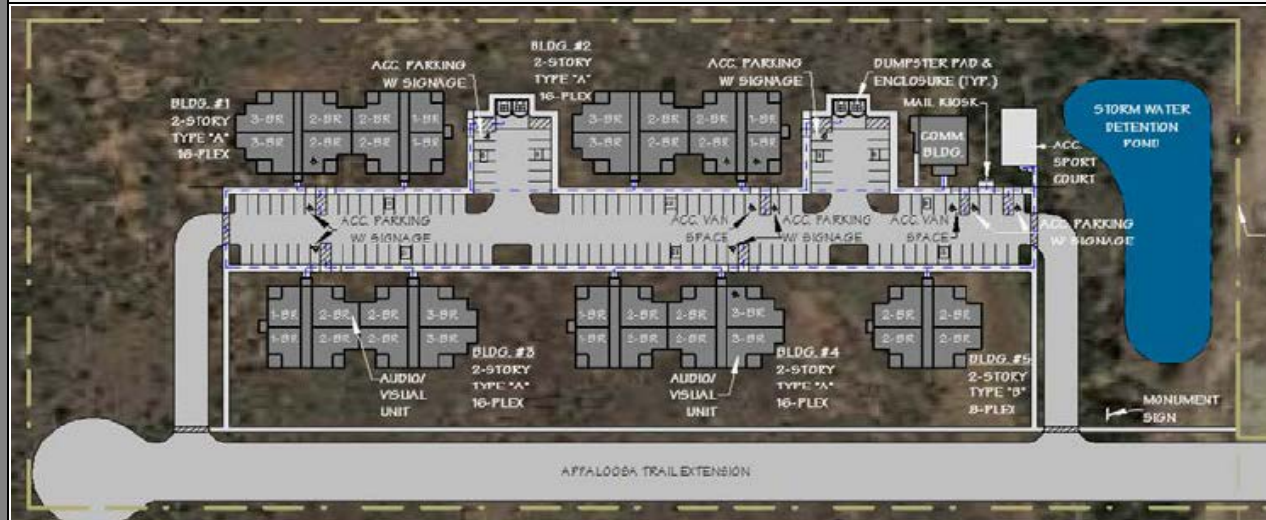 BLDG. #1
2-STORY
TYPE "A"
16-PLEX
3-BR 2-BR 2-BR 1-BR
3-BR 2-BR 2-BR 1-BR
ACC. PARKING
W/ SIGNAGE
BLDG. #2
2-STORY
TYPE "A"
16-PLEX
3-BR 2-BR 2-BR 1-BR
3-BR 2-BR 2-BR 1-BR
ACC. PARKING
W/ SIGNAGE
DUMPSTER PAD &
ENCLOSURE (TYP.)
MAIL KIOSK
COMM.
BLDG.
ACC.
SPORT
COURT
STORM WATER
DETENTION
POND
ACC. PARKING
W/ SIGNAGE
ACC. VAN
SPACE
ACC. PARKING
W/ SIGNAGE
ACC. VAN
SPACE
ACC. PARKING
W/ SIGNAGE
1-BR 2-BR 2-BR 3-BR
1-BR 2-BR 2-BR 3-BR
AUDIO/
VISUAL
UNIT
BLDG. #3
2-STORY
TYPE "A"
16-PLEX
1-BR 2-BR 2-BR 3-BR
1-BR 2-BR 2-BR 3-BR
AUDIO/
VISUAL
UNIT
BLDG. #4
2-STORY
TYPE "A"
16-PLEX
2-BR 2-BR
2-BR 2-BR
BLDG. #5
2-STORY
TYPE "B"
8-PLEX
MONUMENT
SIGN
APPALOOSA TRAIL EXTENSION